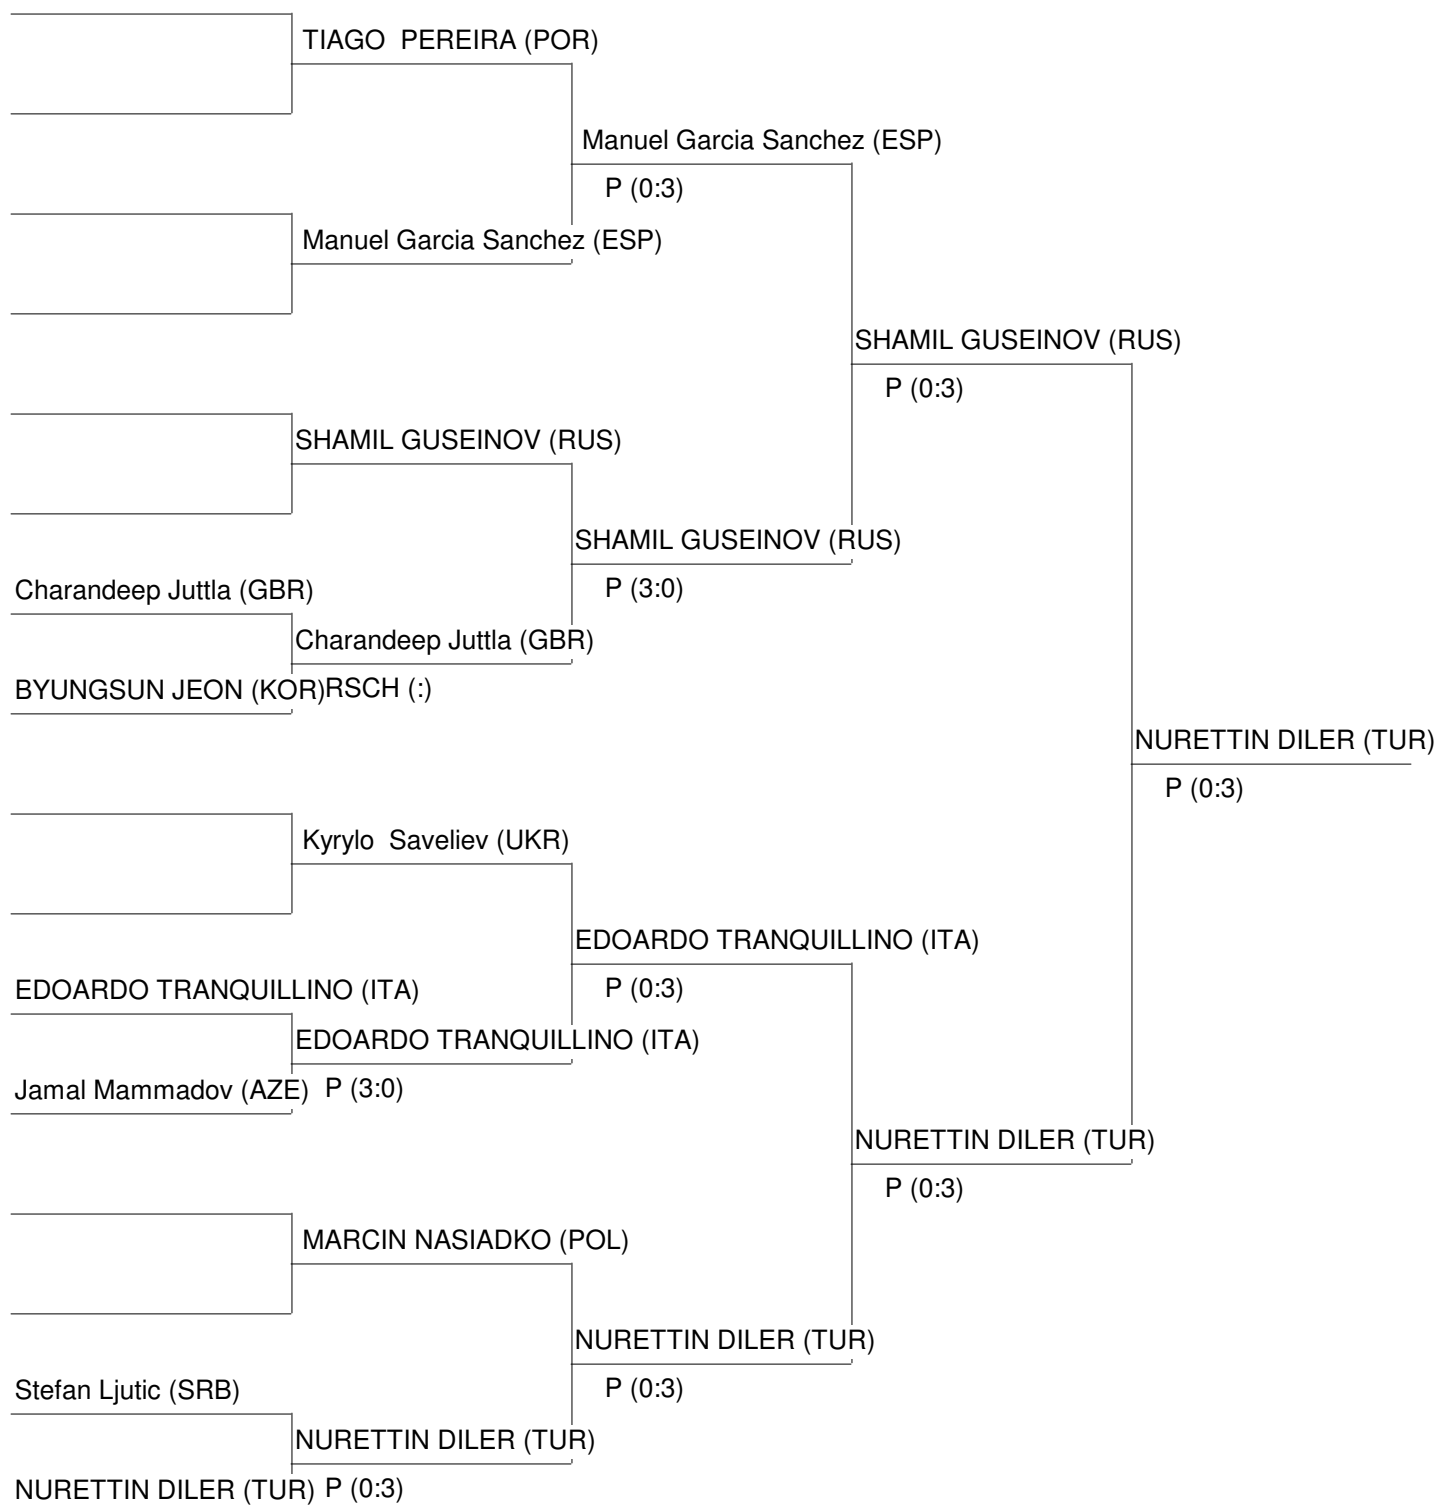 TIAGO  PEREIRA (POR)
Manuel Garcia Sanchez (ESP)
P (0:3)
Manuel Garcia Sanchez (ESP)
SHAMIL GUSEINOV (RUS)
P (0:3)
SHAMIL GUSEINOV (RUS)
SHAMIL GUSEINOV (RUS)
P (3:0)
Charandeep Juttla (GBR)
Charandeep Juttla (GBR)
BYUNGSUN JEON (KOR) RSCH (:)
NURETTIN DILER (TUR)
P (0:3)
Kyrylo  Saveliev (UKR)
EDOARDO TRANQUILLINO (ITA)
P (0:3)
EDOARDO TRANQUILLINO (ITA)
EDOARDO TRANQUILLINO (ITA)
Jamal Mammadov (AZE) P (3:0)
NURETTIN DILER (TUR)
P (0:3)
MARCIN NASIADKO (POL)
NURETTIN DILER (TUR)
P (0:3)
Stefan Ljutic (SRB)
NURETTIN DILER (TUR)
NURETTIN DILER (TUR) P (0:3)